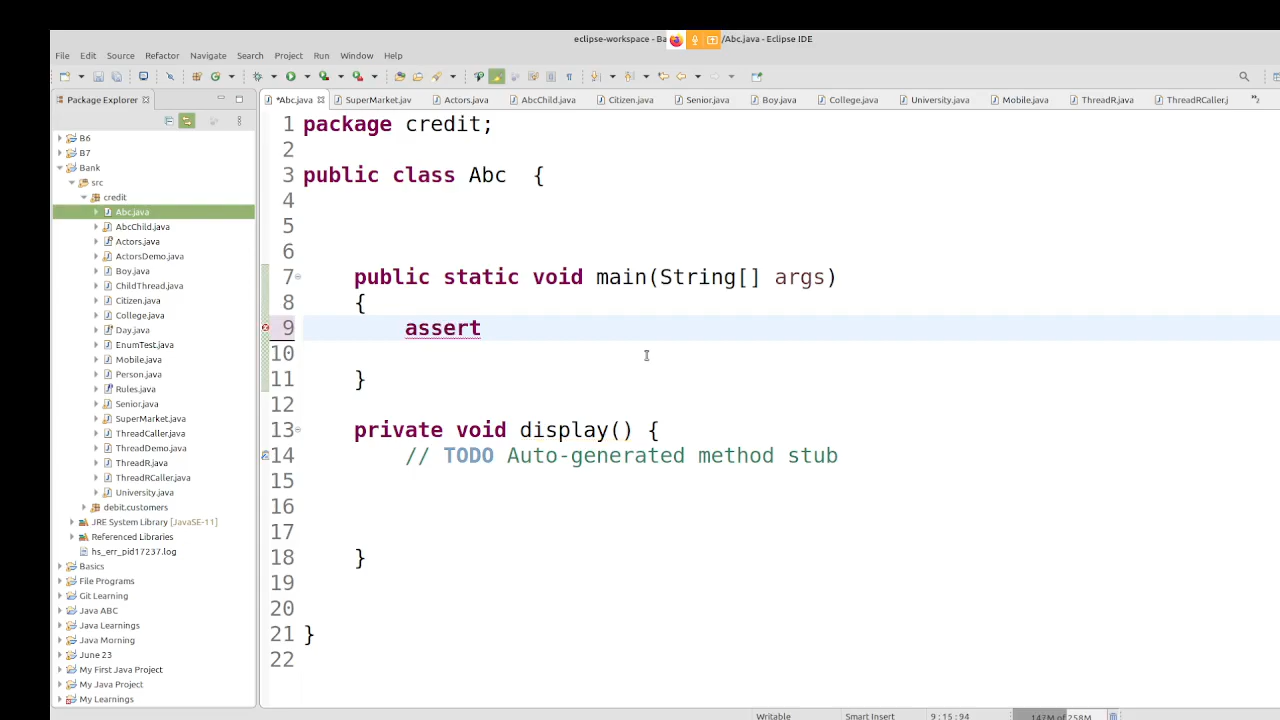 eclipse-workspace - Ba /Abc.java - Eclipse IDE
File Edit Source Refactor Navigate Search Project Run Window Help
Package Explorer
*Abc.java SuperMarket.jav Actors.java AbcChild.java Citizen.java Senior.java Boy.java College.java University.java Mobile.java ThreadR.java ThreadRCaller.j
B6
B7
Bank
src
credit
Abc.java
AbcChild.java
Actors.java
ActorsDemo.java
Boy.java
ChildThread.java
Citizen.java
College.java
Day.java
EnumTest.java
Mobile.java
Person.java
Rules.java
Senior.java
SuperMarket.java
ThreadCaller.java
ThreadDemo.java
ThreadR.java
ThreadRCaller.java
University.java
debit.customers
JRE System Library [JavaSE-11]
Referenced Libraries
hs_err_pid17237.log
Basics
File Programs
Git Learning
Java ABC
Java Learnings
Java Morning
June 23
My First Java Project
My Java Project
My Learnings
1 package credit;
2
3 public class Abc  {
4
5
6
7 public static void main(String[] args)
8 {
9 assert
10
11 }
12
13 private void display() {
14 // TODO Auto-generated method stub
15
16
17
18 }
19
20
21 }
22
Writable Smart Insert 9 : 15 : 94 147M of 258M